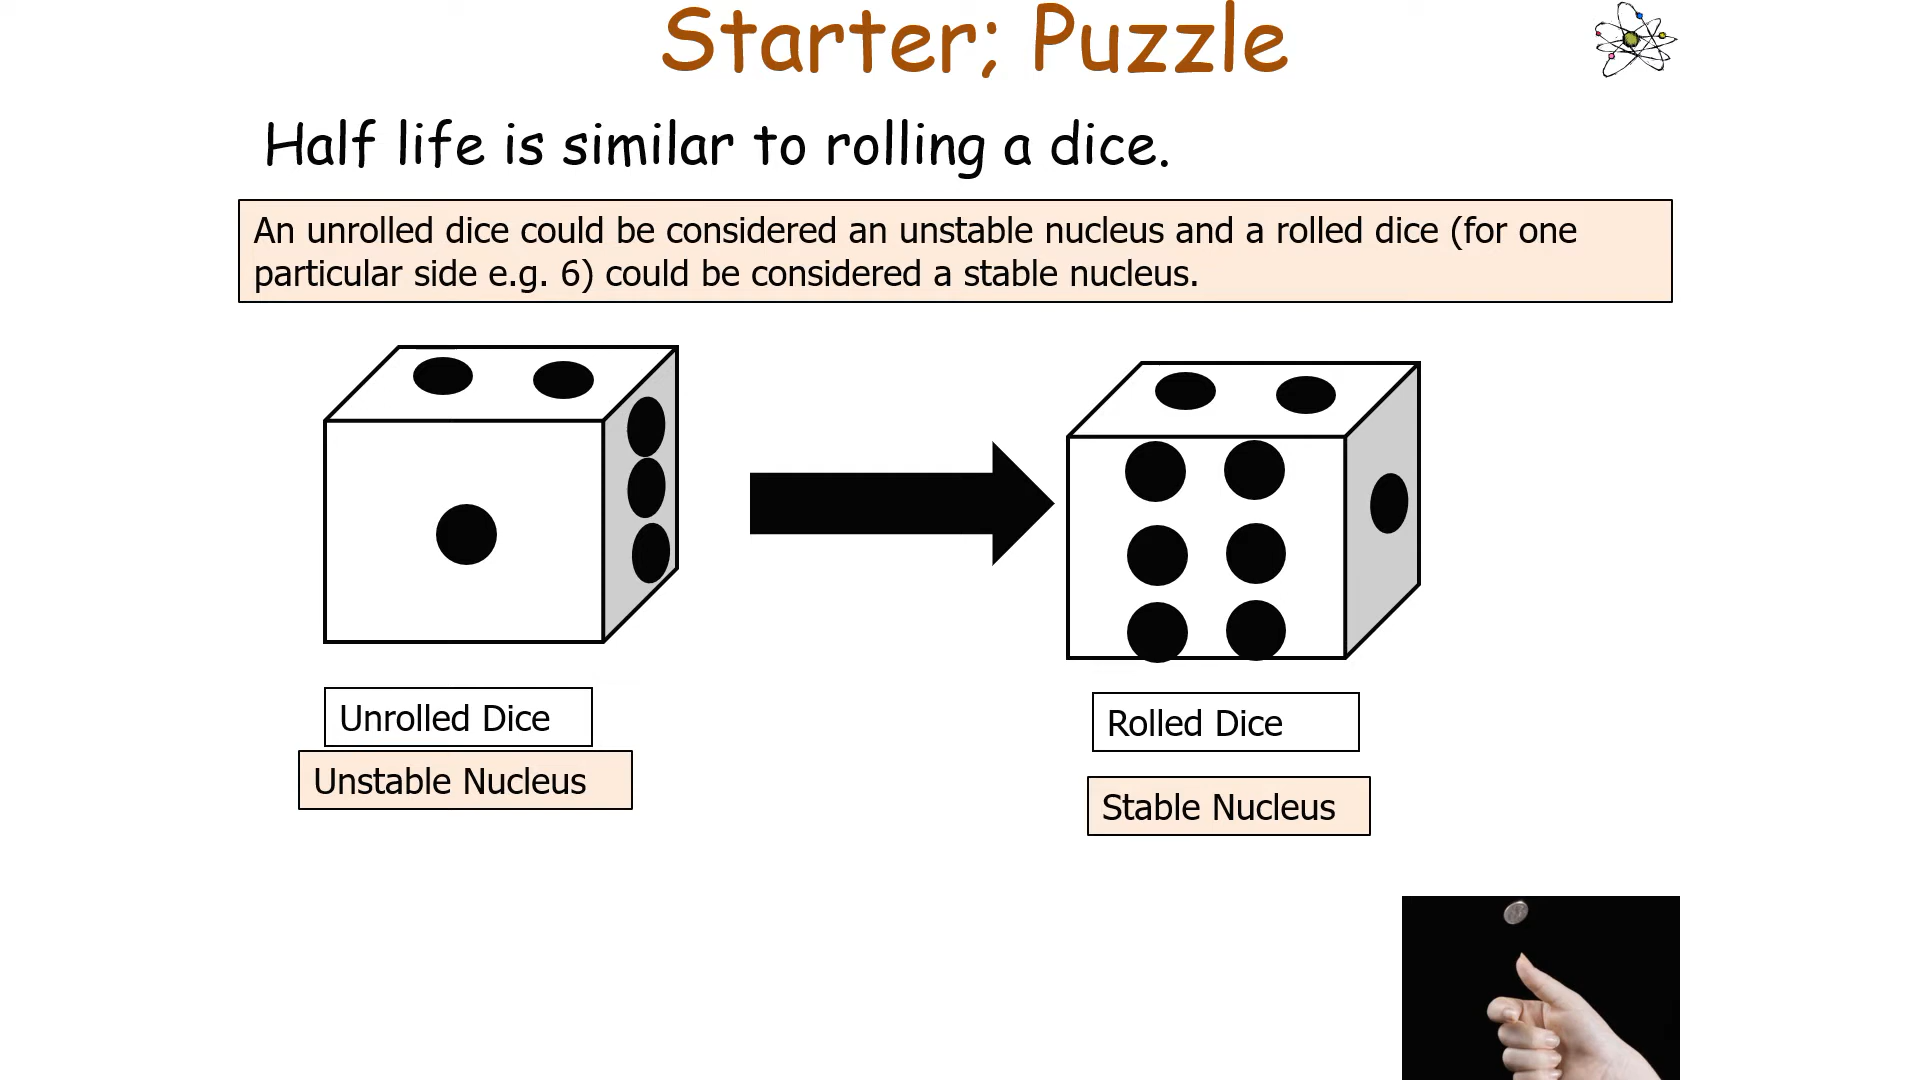 Starter; Puzzle
Half life is similar to rolling a dice.
An unrolled dice could be considered an unstable nucleus and a rolled dice (for one
particular side e.g. 6) could be considered a stable nucleus.
Unrolled Dice
Unstable Nucleus
Rolled Dice
Stable Nucleus